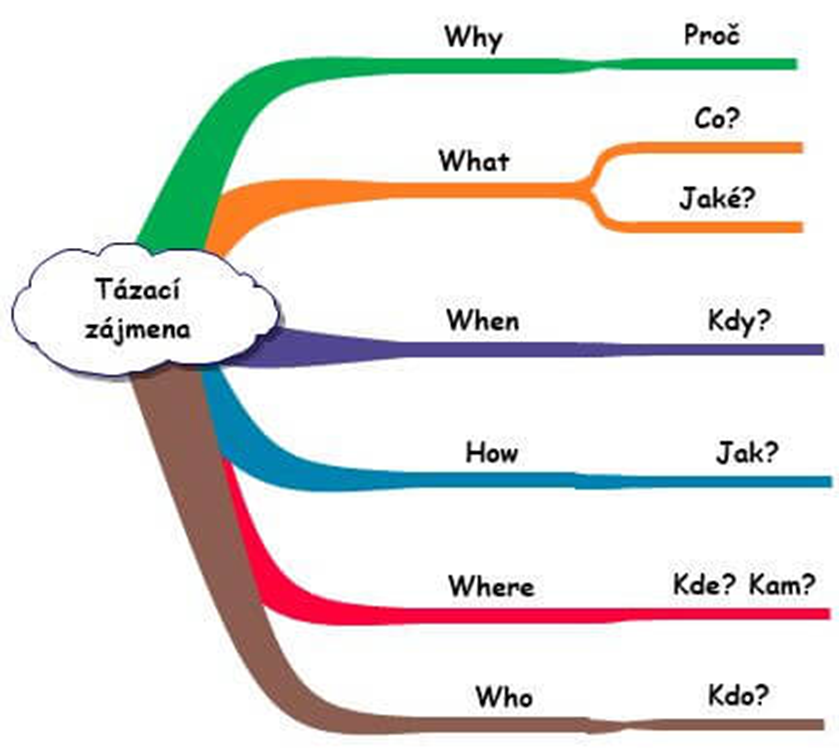 Tázací
zájmena
Why
Proč
What
Co?
Jaké?
When
Kdy?
How
Jak?
Where
Kde? Kam?
Who
Kdo?